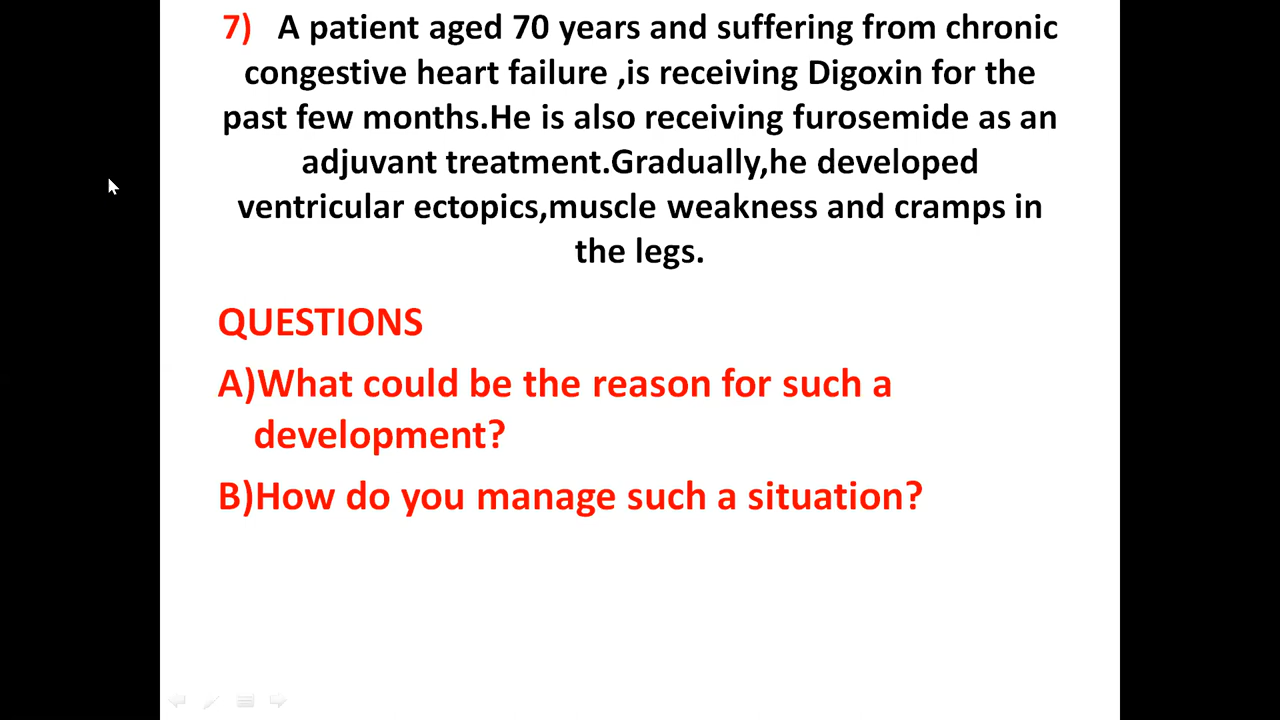 7) A patient aged 70 years and suffering from chronic
congestive heart failure ,is receiving Digoxin for the
past few months.He is also receiving furosemide as an
adjuvant treatment.Gradually,he developed
ventricular ectopics,muscle weakness and cramps in
the legs.
QUESTIONS
A)What could be the reason for such a
development?
B)How do you manage such a situation?